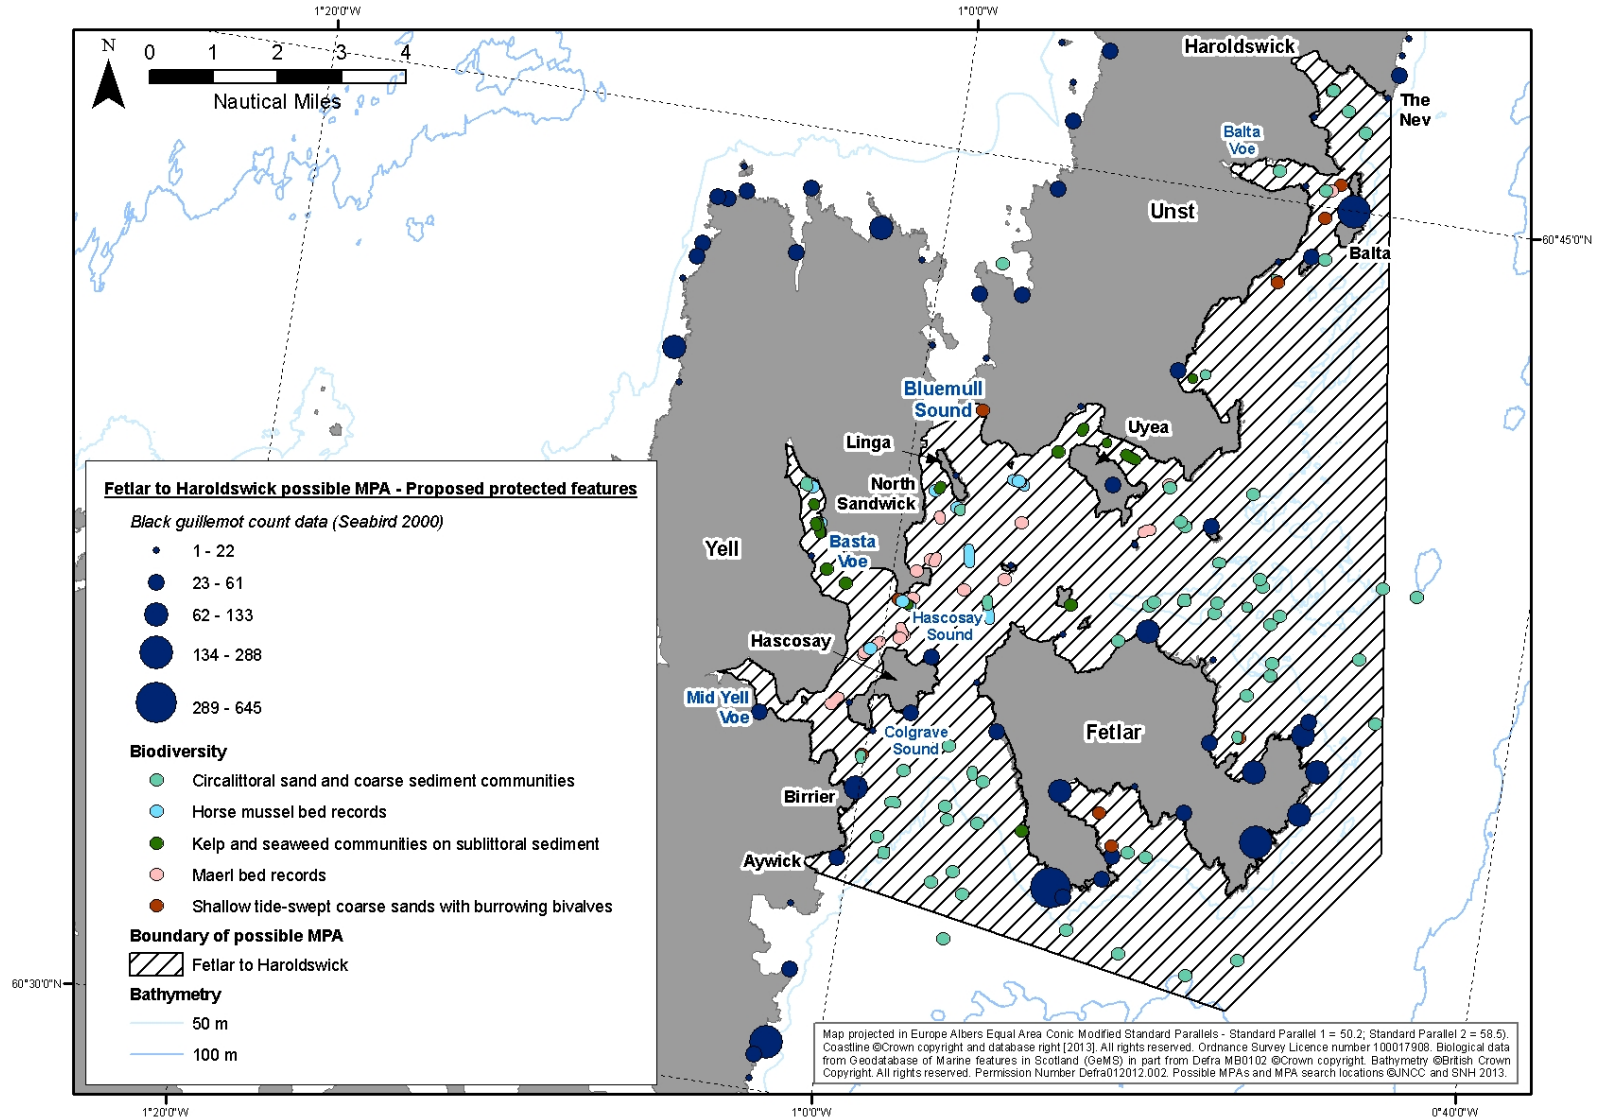 1°20'0"W
1°0'0"W
N
0 1 2 3 4
Nautical Miles
Haroldswick
The
Nev
Balta
Voe
Unst
60°45'0"N
Balta
Bluemull
Sound
Linga
Uyea
North
Sandwick
Yell
Basta
Voe
Hascosay
Sound
Hascosay
Mid Yell
Voe
Colgrave
Sound
Fetlar
Birrier
Aywick
Fetlar to Haroldswick possible MPA - Proposed protected features
Black guillemot count data (Seabird 2000)
1 - 22
23 - 61
62 - 133
134 - 288
289 - 645
Biodiversity
Circalittoral sand and coarse sediment communities
Horse mussel bed records
Kelp and seaweed communities on sublittoral sediment
Maerl bed records
Shallow tide-swept coarse sands with burrowing bivalves
Boundary of possible MPA
Fetlar to Haroldswick
Bathymetry
50 m
100 m
60°30'0"N
Map projected in Europe Albers Equal Area Conic Modified Standard Parallels - Standard Parallel 1 = 50.2; Standard Parallel 2 = 58.5).
Coastline ©Crown copyright and database right [2013]. All rights reserved. Ordnance Survey Licence number 100017908. Biological data
from Geodatabase of Marine features in Scotland (GeMS) in part from Defra MB0102 ©Crown copyright. Bathymetry ©British Crown
Copyright. All rights reserved. Permission Number Defra012012.002. Possible MPAs and MPA search locations ©JNCC and SNH 2013.
1°20'0"W
1°0'0"W
0°40'0"W